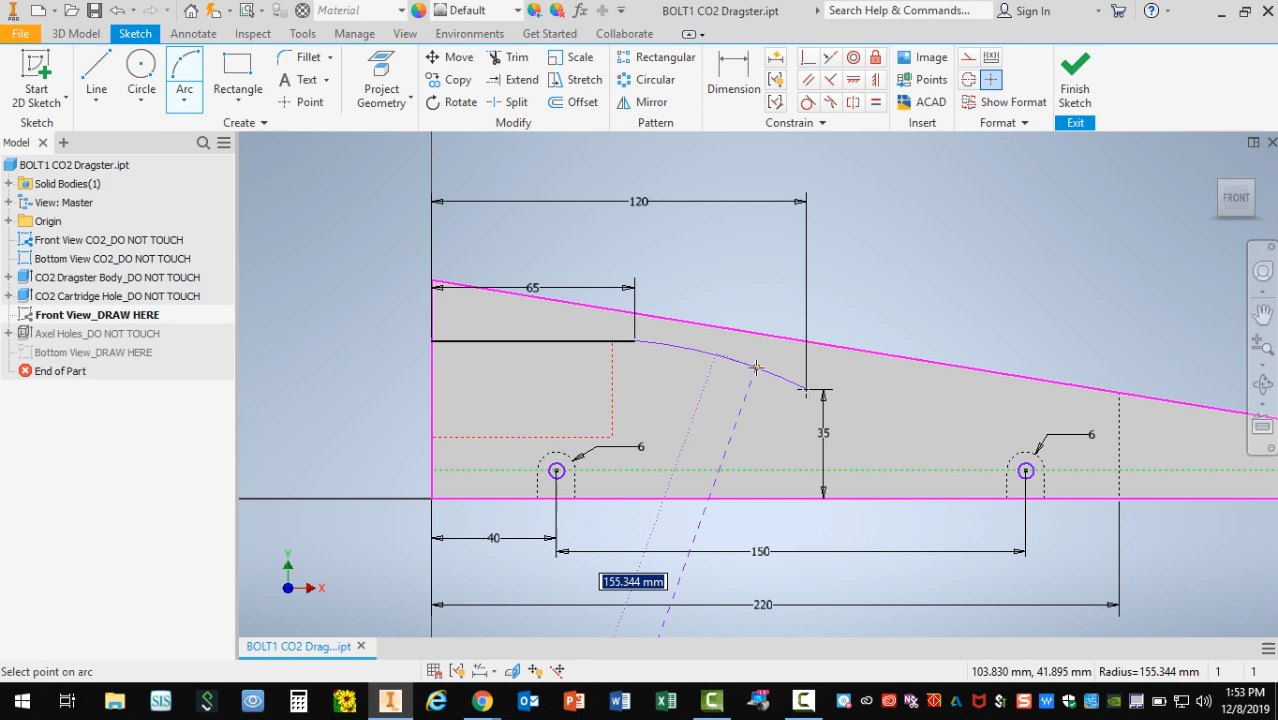 I PRO Material Default fx BOLT1 CO2 Dragster.ipt Search Help & Commands... Sign In
File 3D Model Sketch Annotate Inspect Tools Manage View Environments Get Started Collaborate
Start 2D Sketch
Line
Circle
Arc
Rectangle
Fillet
Text
Point
Project Geometry
Move Trim Scale
Copy Extend Stretch
Rotate Split Offset
Rectangular
Circular
Mirror
Dimension
Image
Points
ACAD
Show Format
Finish Sketch
Sketch Create Modify Pattern Constrain Insert Format Exit
Model
BOLT1 CO2 Dragster.ipt
Solid Bodies(1)
View: Master
Origin
Front View CO2_DO NOT TOUCH
Bottom View CO2_DO NOT TOUCH
CO2 Dragster Body_DO NOT TOUCH
CO2 Cartridge Hole_DO NOT TOUCH
Front View_DRAW HERE
Axel Holes_DO NOT TOUCH
Bottom View_DRAW HERE
End of Part
FRONT
120
65
35
6
6
40
150
155.344 mm
220
Y
X
BOLT1 CO2 Drag...ipt
Select point on arc
103.830 mm, 41.895 mm Radius=155.344 mm 1 1
SIS
1:53 PM
12/8/2019